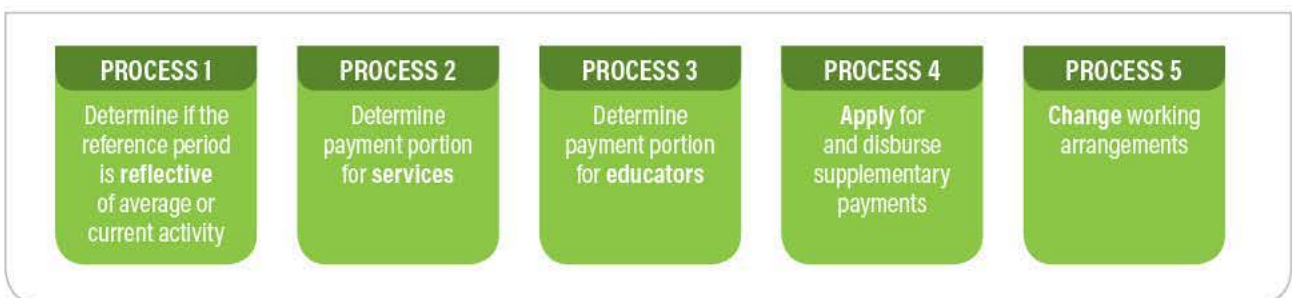 PROCESS 1
Determine if the
reference period
is reflective
of average or
current activity
PROCESS 2
Determine
payment portion
for services
PROCESS 3
Determine
payment portion
for educators
PROCESS 4
Apply for
and disburse
supplementary
payments
PROCESS 5
Change working
arrangements